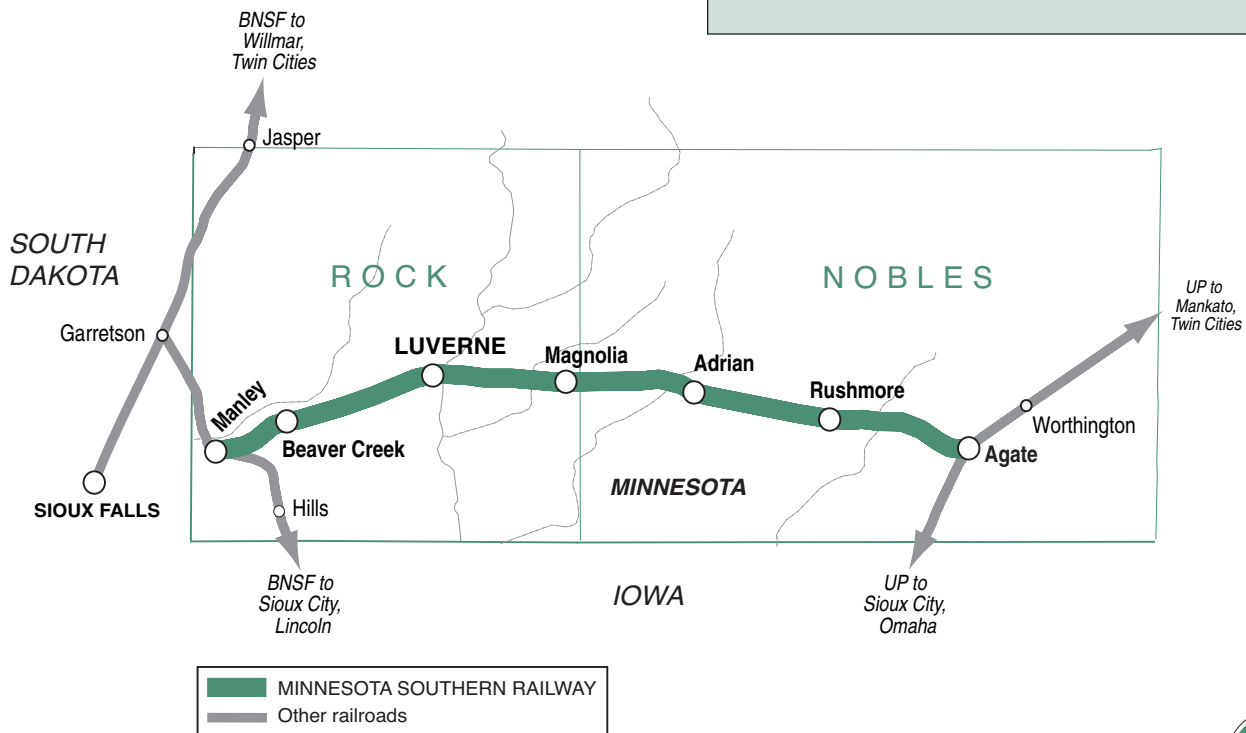 BNSF to
Willmar,
Twin Cities
Jasper
SOUTH
DAKOTA
ROCK
NOBLES
UP to
Mankato,
Twin Cities
Garretson
LUVERNE
Magnolia
Adrian
Manley
Rushmore
Beaver Creek
Worthington
Agate
SIOUX FALLS
MINNESOTA
Hills
BNSF to
Sioux City,
Lincoln
IOWA
UP to
Sioux City,
Omaha
MINNESOTA SOUTHERN RAILWAY
Other railroads